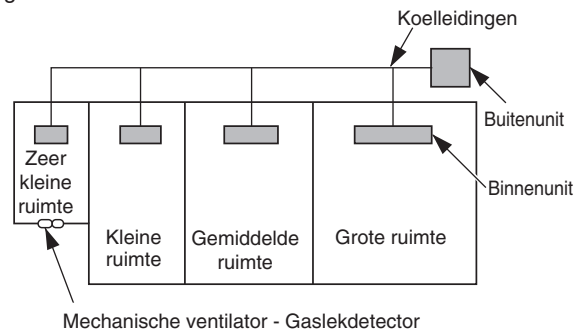 Koelleidingen
Buitenunit
Binnenunit
Zeer
kleine
ruimte
Kleine
ruimte
Gemiddelde
ruimte
Grote ruimte
Mechanische ventilator - Gaslekdetector